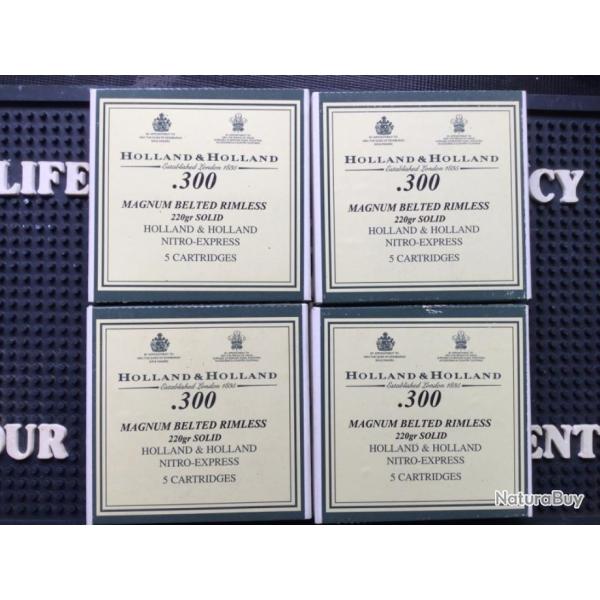 HOLLAND & HOLLAND
Established London 1835
.300
MAGNUM BELTED RIMLESS
220gr SOLID
HOLLAND & HOLLAND
NITRO-EXPRESS
5 CARTRIDGES
HOLLAND & HOLLAND
Established London 1835
.300
MAGNUM BELTED RIMLESS
220gr SOLID
HOLLAND & HOLLAND
NITRO-EXPRESS
5 CARTRIDGES
LIFE
CY
HOLLAND & HOLLAND
Established London 1835
.300
MAGNUM BELTED RIMLESS
220gr SOLID
HOLLAND & HOLLAND
NITRO-EXPRESS
5 CARTRIDGES
HOLLAND & HOLLAND
Established London 1835
.300
MAGNUM BELTED RIMLESS
220gr SOLID
HOLLAND & HOLLAND
NITRO-EXPRESS
5 CARTRIDGES
OUR
ENT
NaturaBuy